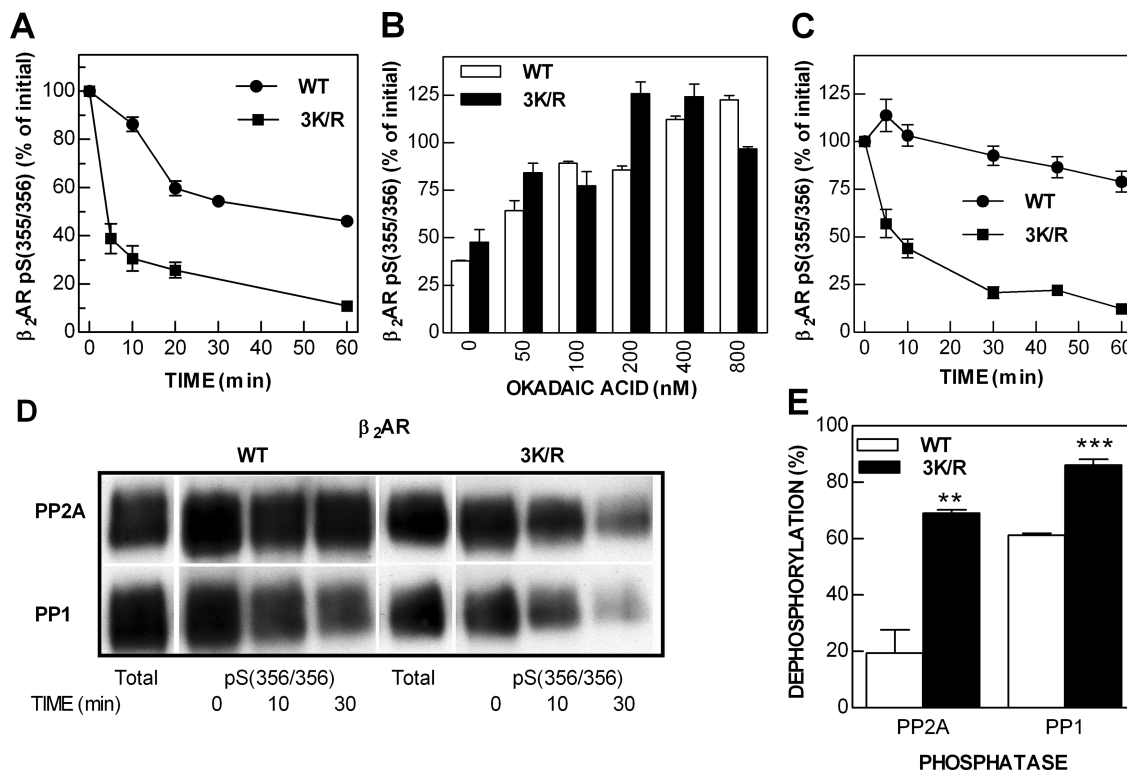 A
β₂AR pS(355/356) (% of initial)
100
80
60
40
20
0
WT
3K/R
0 10 20 30 40 50 60
TIME (min)
B
β₂AR pS(355/356) (% of initial)
125
100
75
50
25
0
WT
3K/R
0 50 100 200 400 800
OKADAIC ACID (nM)
C
β₂AR pS(355/356) (% of initial)
125
100
75
50
25
0
WT
3K/R
0 10 20 30 40 50 60
TIME (min)
D
β₂AR
WT 3K/R
PP2A
PP1
Total pS(356/356) Total pS(356/356)
TIME (min) 0 10 30 0 10 30
E
DEPHOSPHORYLATION (%)
100
80
60
40
20
0
WT
3K/R
**
***
PP2A PP1
PHOSPHATASE